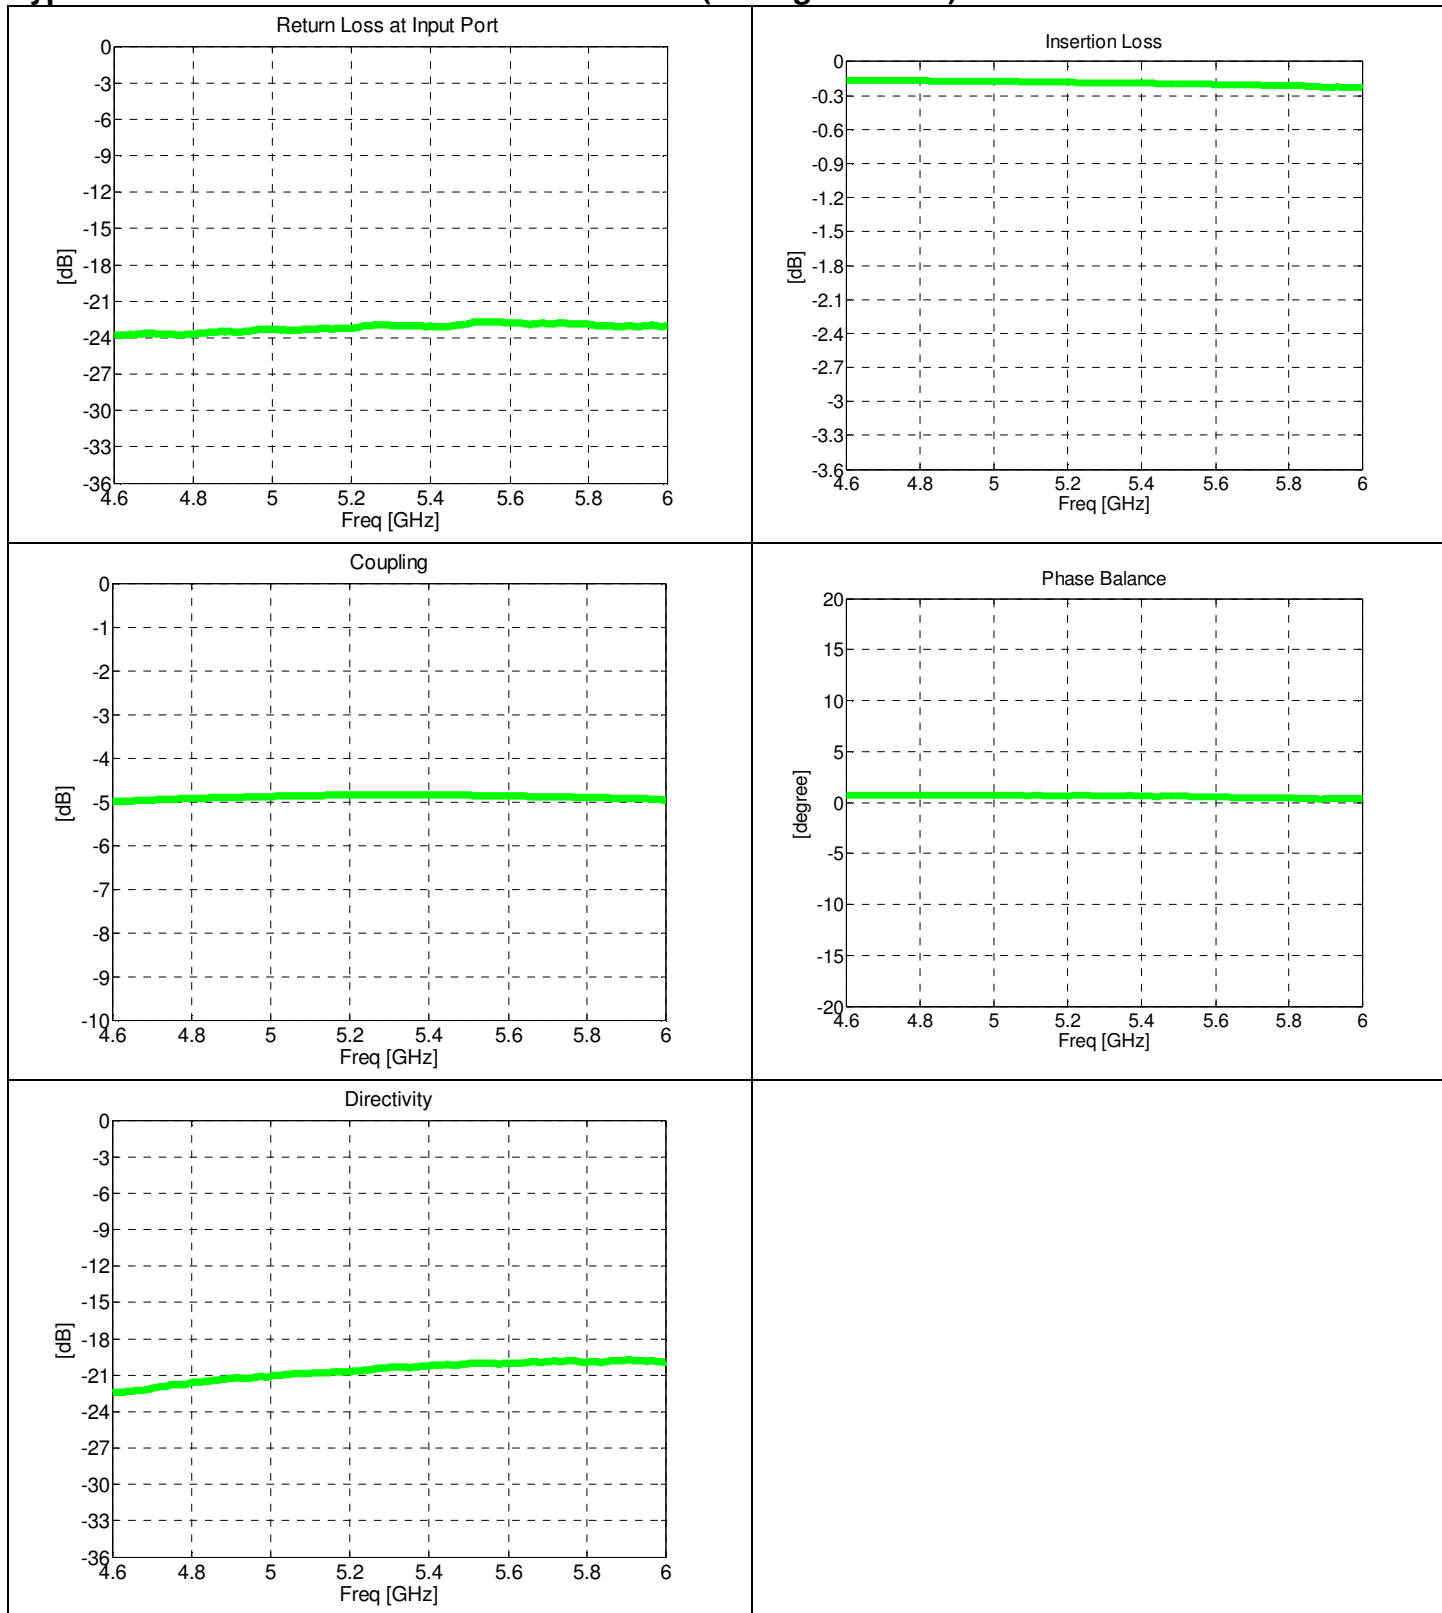 Return Loss at Input Port
0
-3
-6
-9
-12
-15
-18
-21
-24
-27
-30
-33
-36
[dB]
4.6 4.8 5 5.2 5.4 5.6 5.8 6
Freq [GHz]
Insertion Loss
0
-0.3
-0.6
-0.9
-1.2
-1.5
-1.8
-2.1
-2.4
-2.7
-3
-3.3
-3.6
[dB]
4.6 4.8 5 5.2 5.4 5.6 5.8 6
Freq [GHz]
Coupling
0
-1
-2
-3
-4
-5
-6
-7
-8
-9
-10
[dB]
4.6 4.8 5 5.2 5.4 5.6 5.8 6
Freq [GHz]
Phase Balance
20
15
10
5
0
-5
-10
-15
-20
[degree]
4.6 4.8 5 5.2 5.4 5.6 5.8 6
Freq [GHz]
Directivity
0
-3
-6
-9
-12
-15
-18
-21
-24
-27
-30
-33
-36
[dB]
4.6 4.8 5 5.2 5.4 5.6 5.8 6
Freq [GHz]